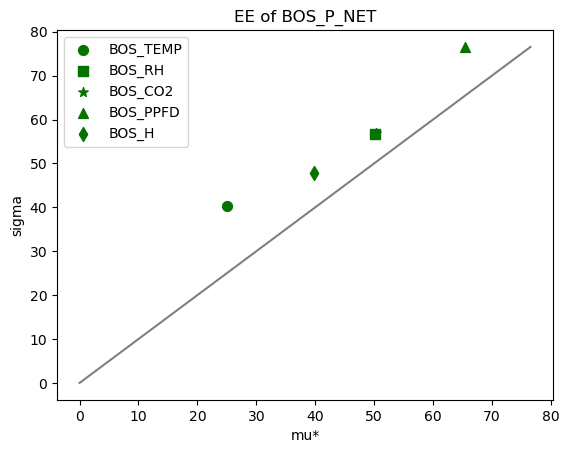 EE of BOS_P_NET
BOS_TEMP
BOS_RH
BOS_CO2
BOS_PPFD
BOS_H
80
70
60
50
40
30
20
10
0
sigma
0 10 20 30 40 50 60 70 80
mu*